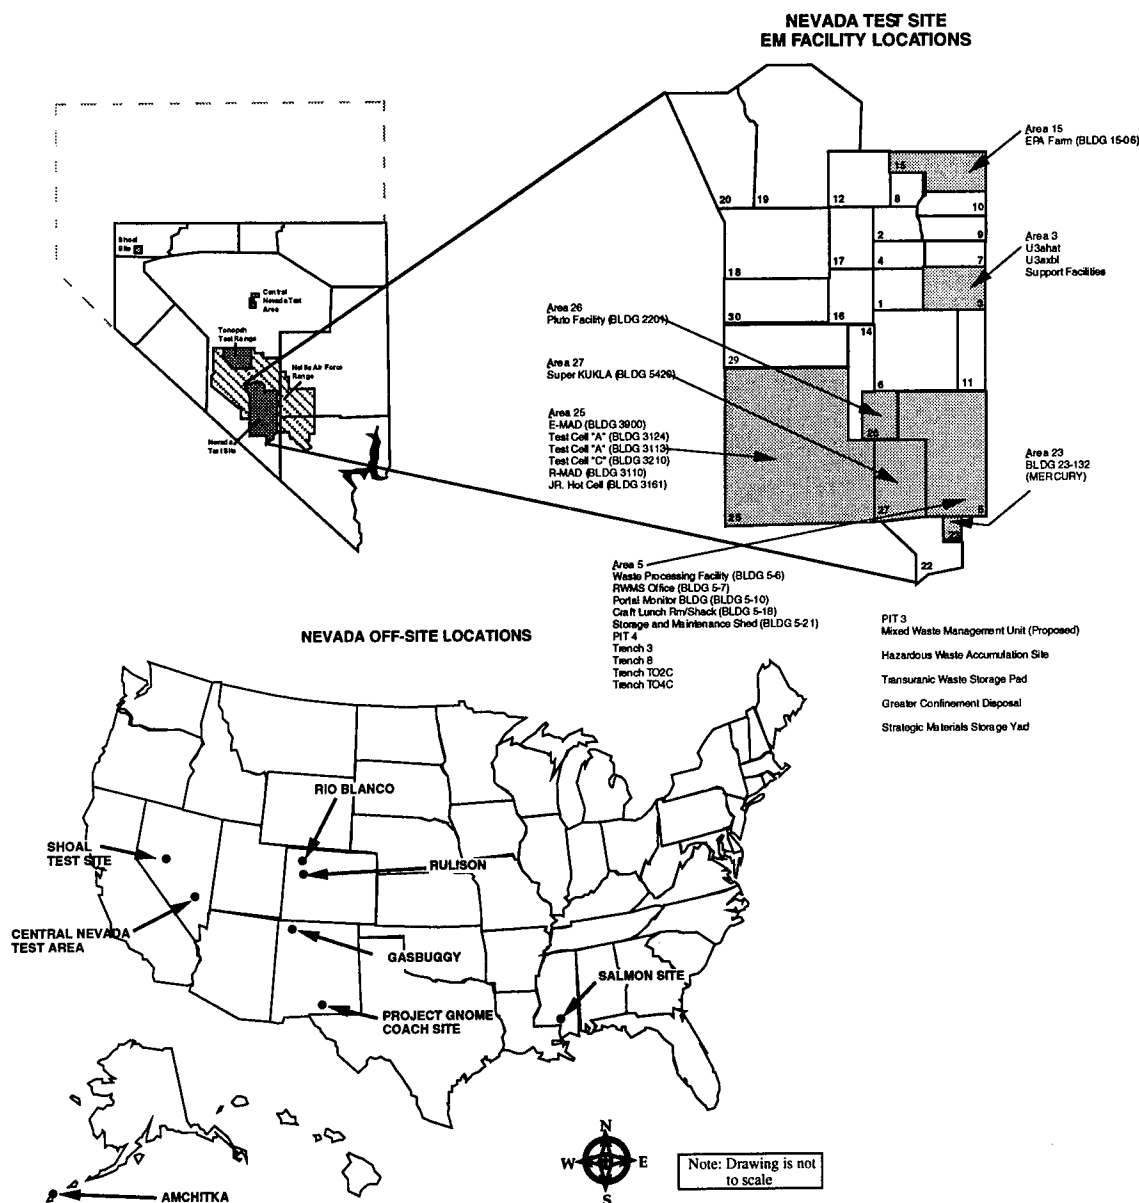 NEVADA TEST SITE
EM FACILITY LOCATIONS
Area 15
EPA Farm (BLDG 15-06)
15
12
8
10
20
19
2
9
Area 3
U3ahat
U3axbl
Support Facilities
17
4
7
18
1
3
30
16
14
29
6
11
26
25
27
5
23
22
Shoal
Site
Central
Nevada Test
Area
Tonopah
Test Range
Nellis Air Force
Range
Nevada
Test Site
Area 26
Pluto Facility (BLDG 2201)
Area 27
Super KUKLA (BLDG 5420)
Area 25
E-MAD (BLDG 3900)
Test Cell "A" (BLDG 3124)
Test Cell "A" (BLDG 3113)
Test Cell "C" (BLDG 3210)
R-MAD (BLDG 3110)
JR. Hot Cell (BLDG 3161)
Area 23
BLDG 23-132
(MERCURY)
Area 5
Waste Processing Facility (BLDG 5-6)
RWMS Office (BLDG 5-7)
Portal Monitor BLDG (BLDG 5-10)
Craft Lunch Rm/Shack (BLDG 5-18)
Storage and Maintenance Shed (BLDG 5-21)
PIT 4
Trench 3
Trench 8
Trench TO2C
Trench TO4C
PIT 3
Mixed Waste Management Unit (Proposed)
Hazardous Waste Accumulation Site
Transuranic Waste Storage Pad
Greater Confinement Disposal
Strategic Materials Storage Yad
NEVADA OFF-SITE LOCATIONS
RIO BLANCO
SHOAL
TEST SITE
RULISON
CENTRAL NEVADA
TEST AREA
GASBUGGY
SALMON SITE
PROJECT GNOME
COACH SITE
AMCHITKA
N
W
E
S
Note: Drawing is not
to scale